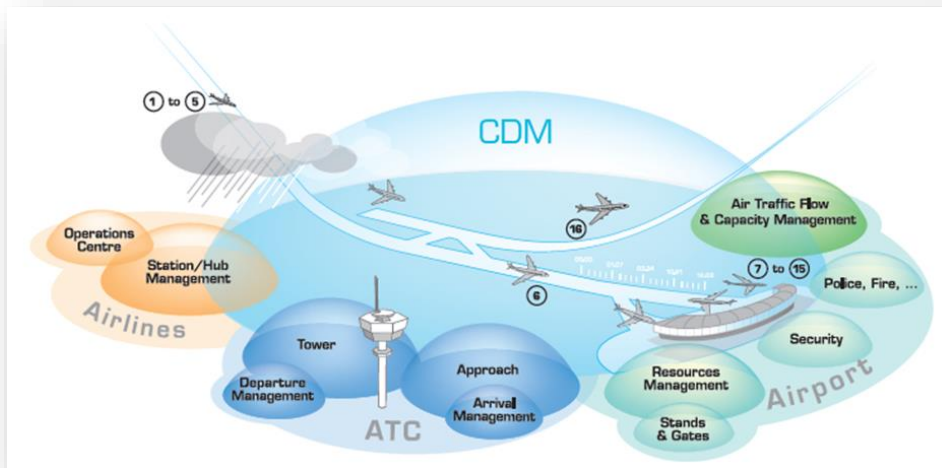 CDM
1 to 5
16
Air Traffic Flow
& Capacity Management
Operations
Centre
Station/Hub
Management
7 to 15
6
Police, Fire, ...
Airlines
Security
Tower
Approach
Resources
Management
Airport
Departure
Management
Arrival
Management
ATC
Stands
& Gates